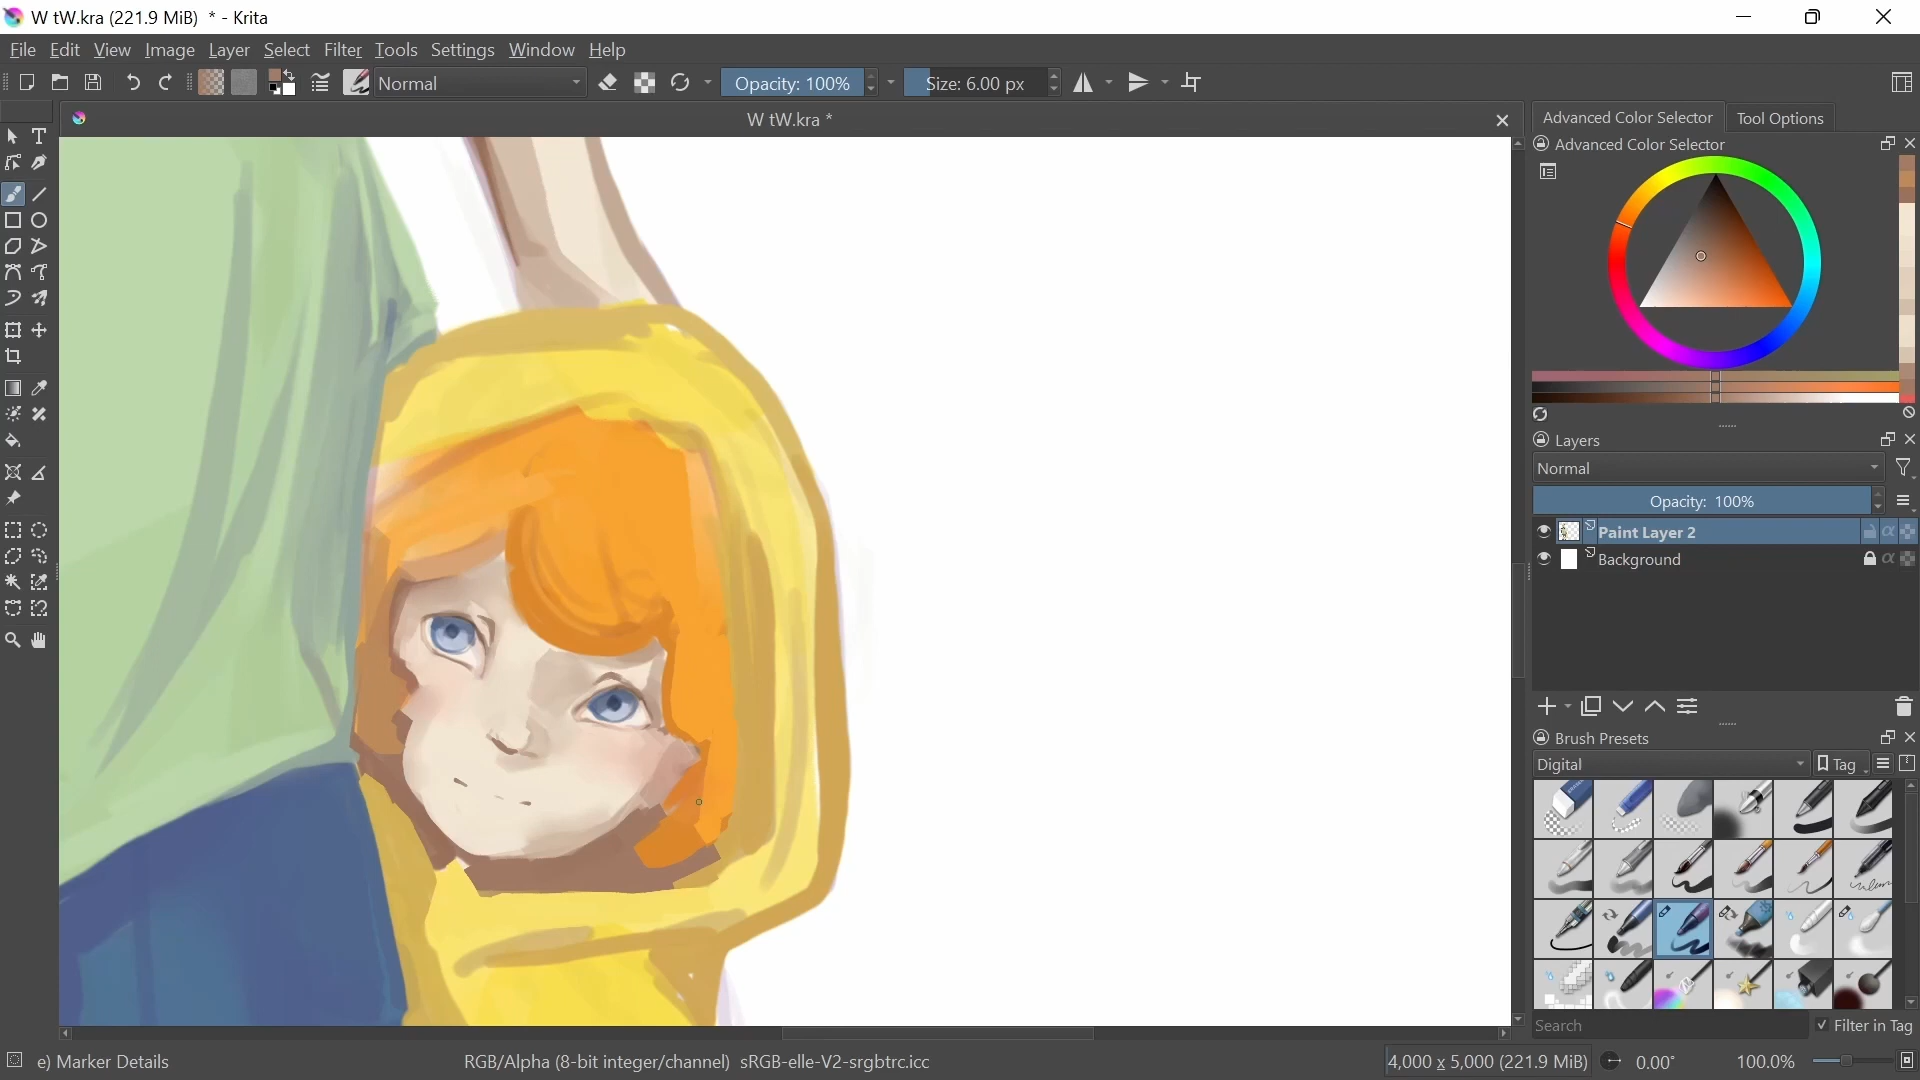 W tW.kra (221.9 MiB) * - Krita
File Edit View Image Layer Select Filter Tools Settings Window Help
Normal Opacity: 100% Size: 6.00 px
W tW.kra *
Advanced Color Selector Tool Options
Advanced Color Selector
Layers
Normal
Opacity: 100%
Paint Layer 2
Background
Brush Presets
Digital Tag
Search Filter in Tag
e) Marker Details RGB/Alpha (8-bit integer/channel) sRGB-elle-V2-srgbtrc.icc 4,000 x 5,000 (221.9 MiB) 0.00° 100.0%